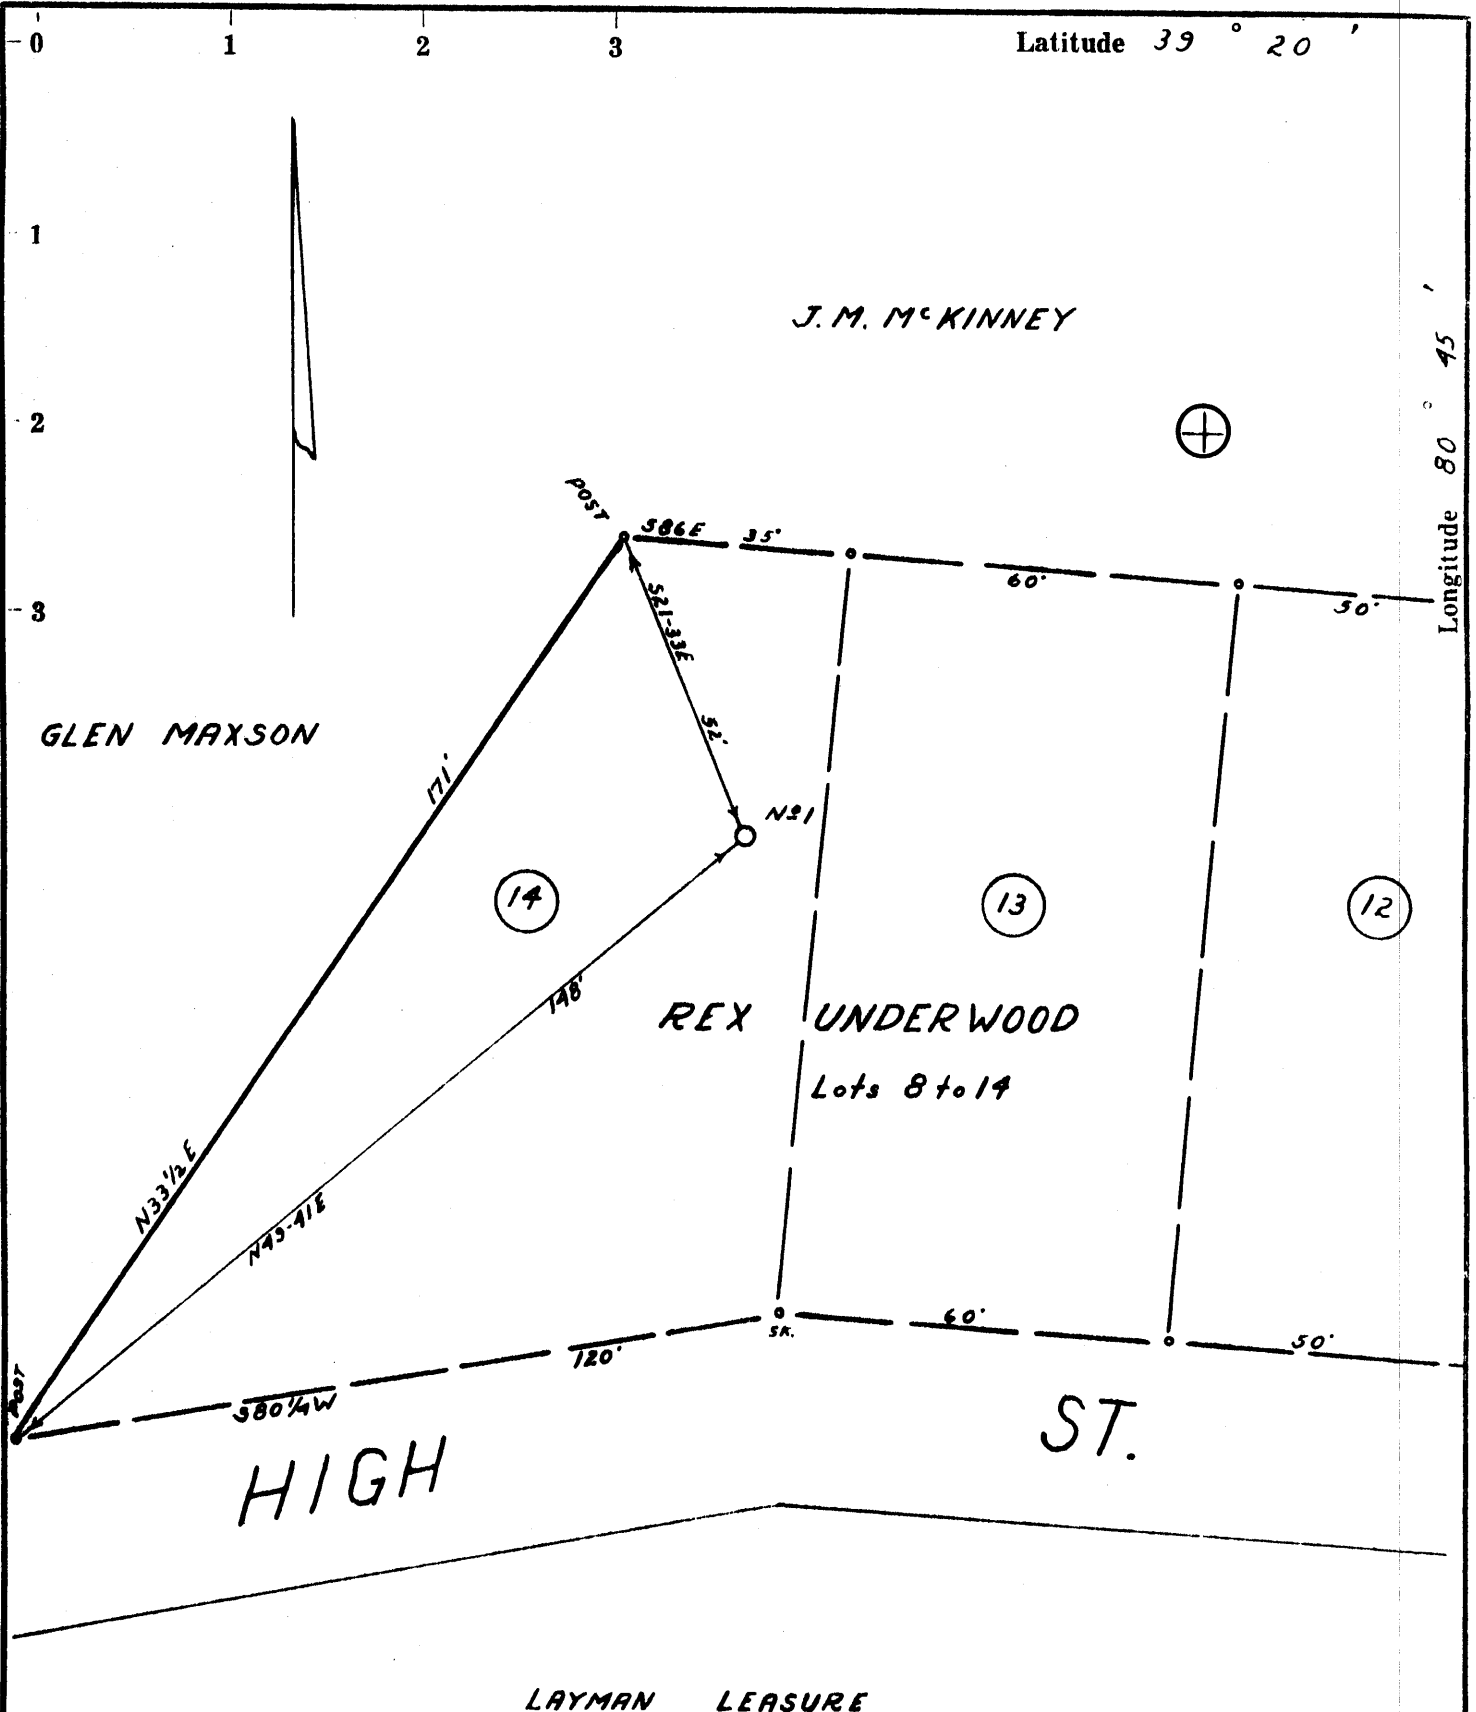 0 1 2 3 Latitude 39° 20'
1
J.M. McKINNEY
Longitude 80° 45'
2
POST
S86E 35'
60'
50'
3
S21-33E
52'
GLEN MAXSON
171'
Nº1
14
13
12
148'
REX UNDERWOOD
Lots 8 to 14
N33½E
N49-41E
SK.
60'
50'
120'
POST
S80¼W
HIGH ST.
LAYMAN LEASURE